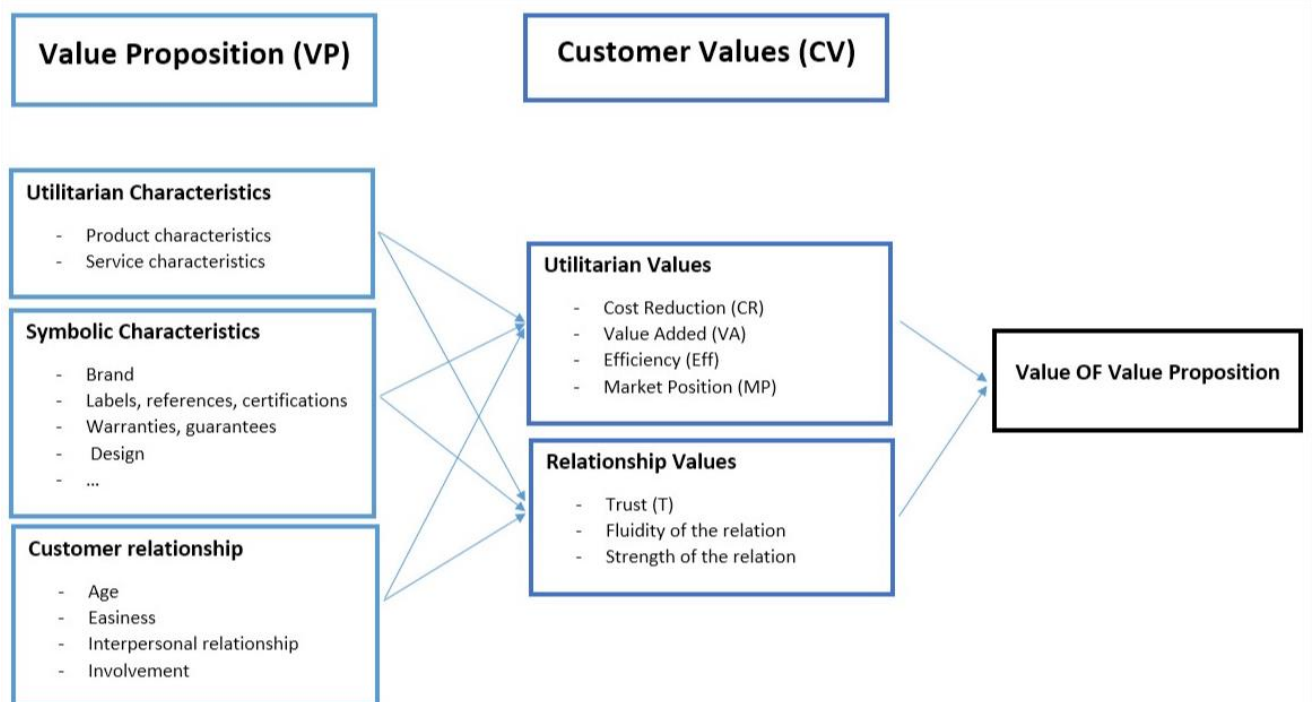 Value Proposition (VP)
Customer Values (CV)
Utilitarian Characteristics
- Product characteristics
- Service characteristics
Symbolic Characteristics
- Brand
- Labels, references, certifications
- Warranties, guarantees
- Design
- ...
Customer relationship
- Age
- Easiness
- Interpersonal relationship
- Involvement
Utilitarian Values
- Cost Reduction (CR)
- Value Added (VA)
- Efficiency (Eff)
- Market Position (MP)
Relationship Values
- Trust (T)
- Fluidity of the relation
- Strength of the relation
Value OF Value Proposition